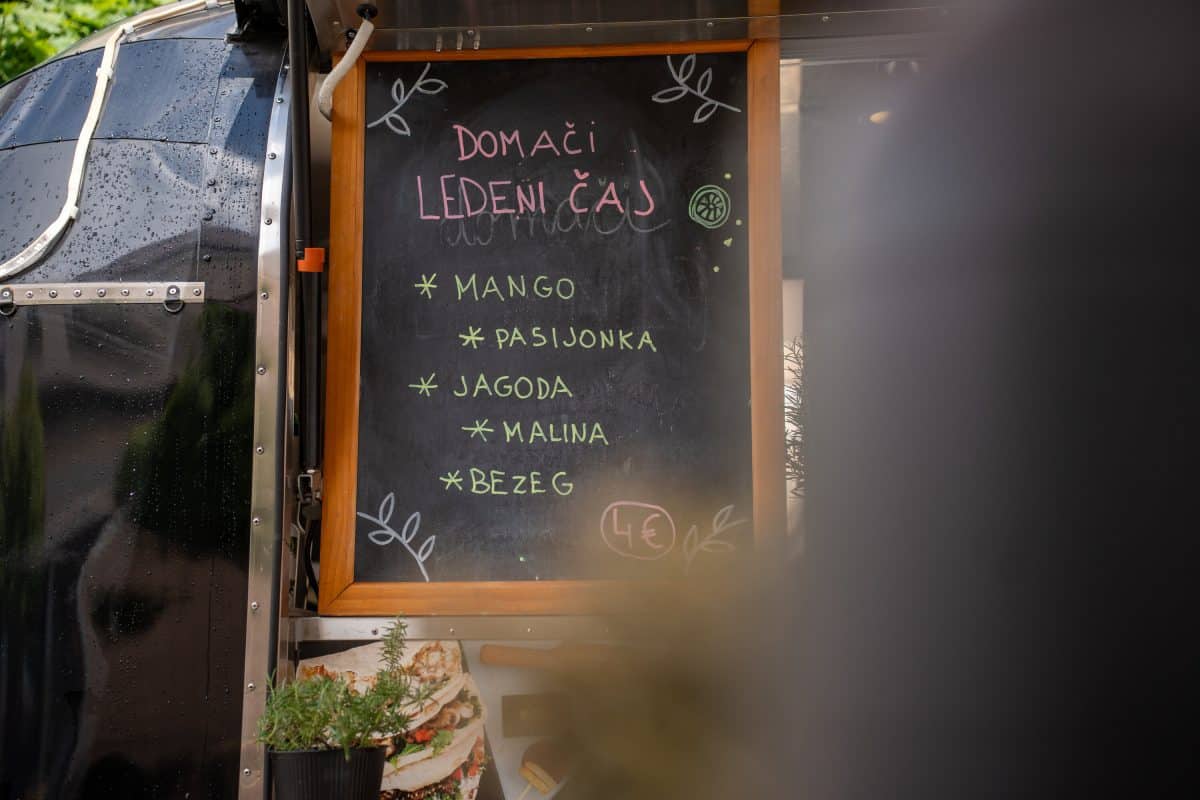 DOMAČI
LEDENI ČAJ
* MANGO
* PASIJONKA
* JAGODA
* MALINA
* BEZEG
4€